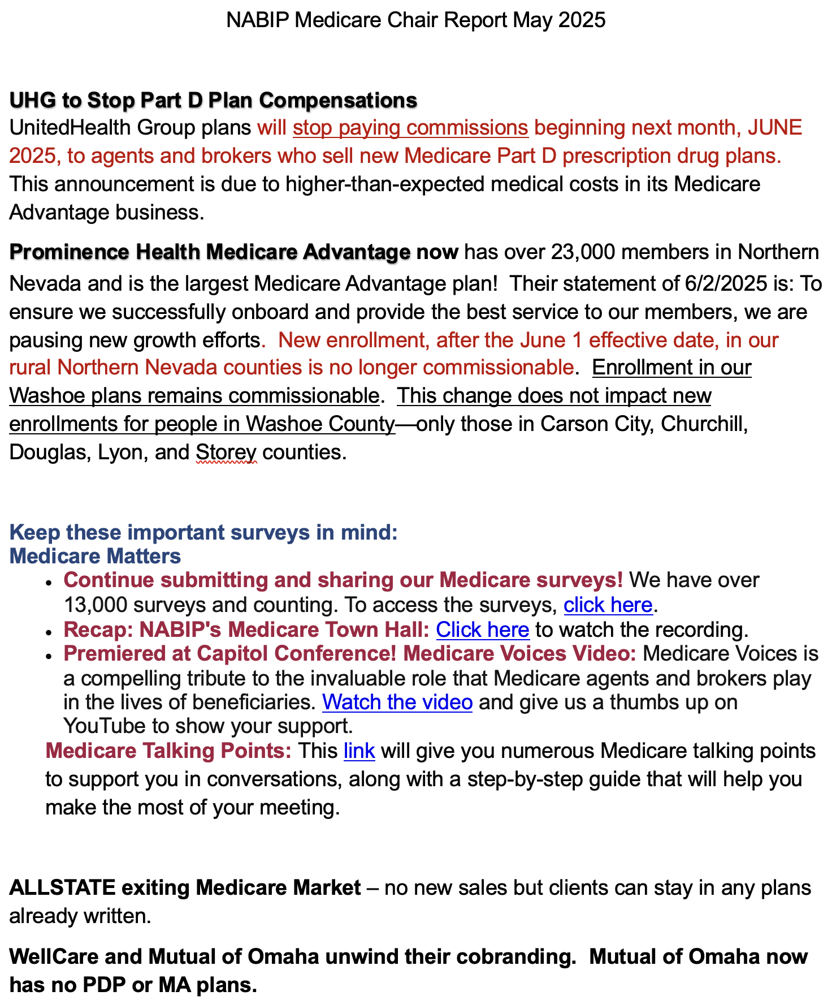 NABIP Medicare Chair Report May 2025
UHG to Stop Part D Plan Compensations
UnitedHealth Group plans will stop paying commissions beginning next month, JUNE
2025, to agents and brokers who sell new Medicare Part D prescription drug plans.
This announcement is due to higher-than-expected medical costs in its Medicare
Advantage business.
Prominence Health Medicare Advantage now has over 23,000 members in Northern
Nevada and is the largest Medicare Advantage plan!  Their statement of 6/2/2025 is: To
ensure we successfully onboard and provide the best service to our members, we are
pausing new growth efforts.  New enrollment, after the June 1 effective date, in our
rural Northern Nevada counties is no longer commissionable.  Enrollment in our
Washoe plans remains commissionable.  This change does not impact new
enrollments for people in Washoe County—only those in Carson City, Churchill,
Douglas, Lyon, and Storey counties.
Keep these important surveys in mind:
Medicare Matters
• Continue submitting and sharing our Medicare surveys! We have over
13,000 surveys and counting. To access the surveys, click here.
• Recap: NABIP's Medicare Town Hall: Click here to watch the recording.
• Premiered at Capitol Conference! Medicare Voices Video: Medicare Voices is
a compelling tribute to the invaluable role that Medicare agents and brokers play
in the lives of beneficiaries. Watch the video and give us a thumbs up on
YouTube to show your support.
Medicare Talking Points: This link will give you numerous Medicare talking points
to support you in conversations, along with a step-by-step guide that will help you
make the most of your meeting.
ALLSTATE exiting Medicare Market – no new sales but clients can stay in any plans
already written.
WellCare and Mutual of Omaha unwind their cobranding.  Mutual of Omaha now
has no PDP or MA plans.